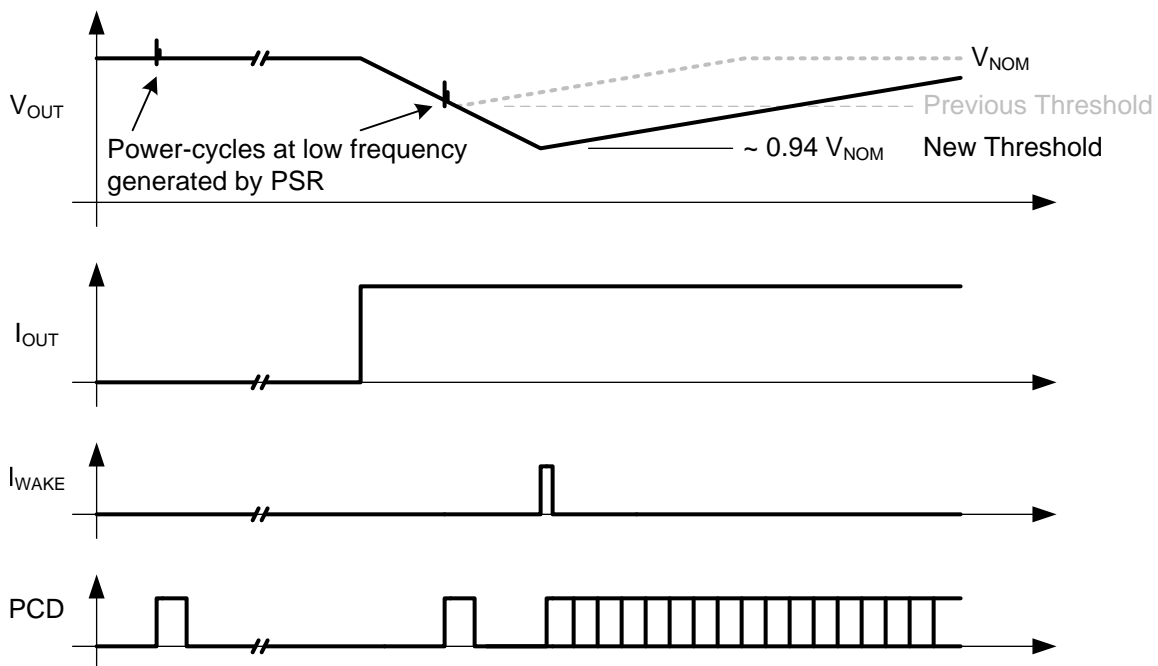 V_NOM
V_OUT
Previous Threshold
Power-cycles at low frequency
generated by PSR
~ 0.94 V_NOM New Threshold
I_OUT
I_WAKE
PCD